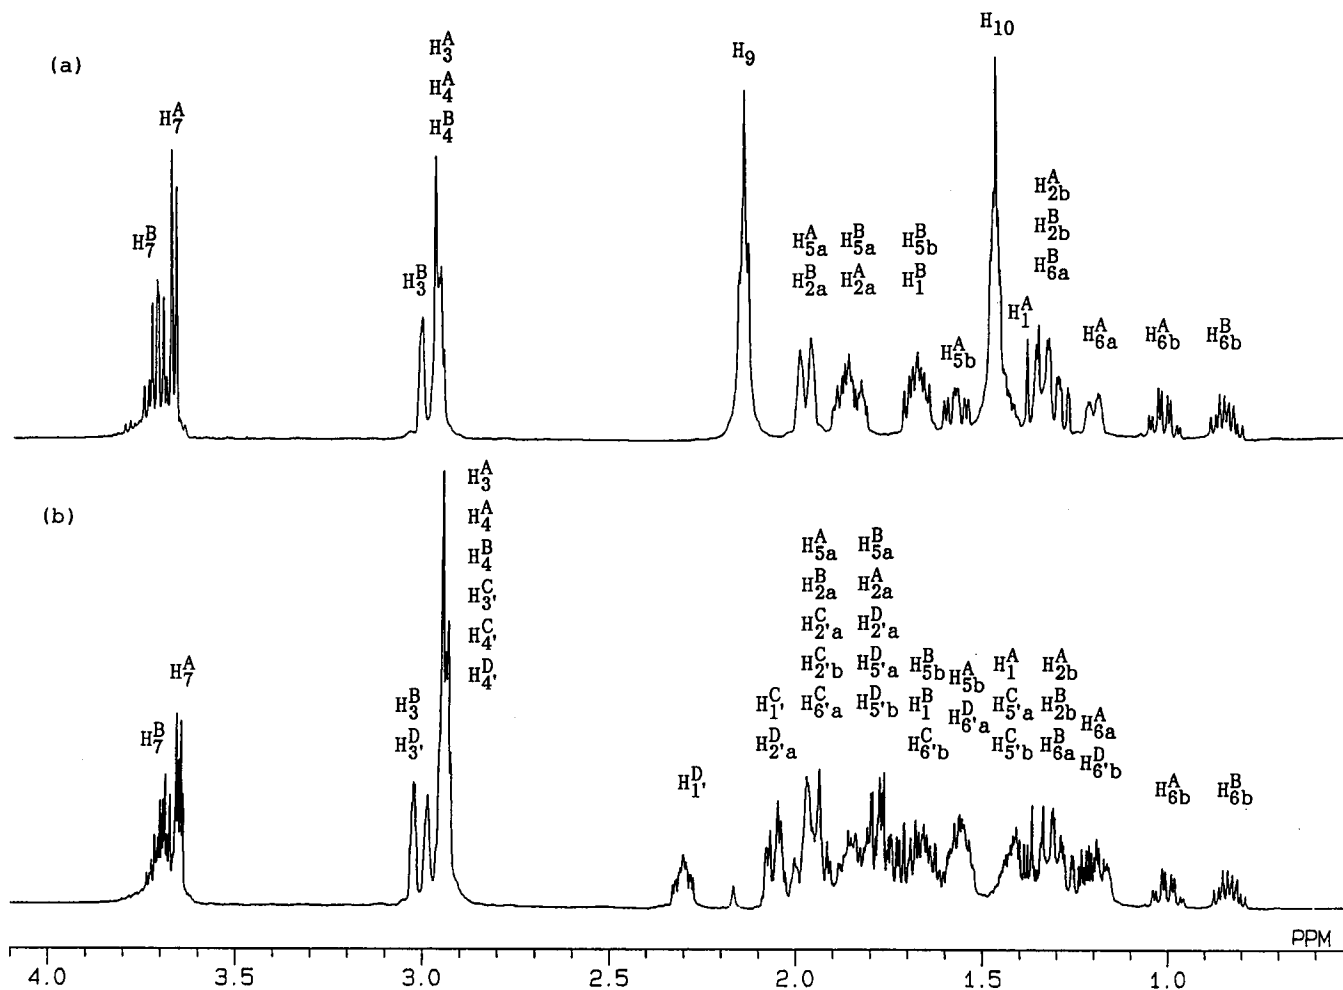 (a)
H₇ᴮ
H₇ᴬ
H₃ᴮ
H₃ᴬ
H₄ᴬ
H₄ᴮ
H₉
H₅ₐᴬ
H₂ₐᴮ
H₅ₐᴮ
H₂ₐᴬ
H₅bᴮ
H₁ᴮ
H₅bᴬ
H₁₀
H₁ᴬ
H₂bᴬ
H₂bᴮ
H₆ₐᴮ
H₆ₐᴬ
H₆bᴬ
H₆bᴮ
(b)
H₇ᴮ
H₇ᴬ
H₃ᴮ
H₃'ᴰ
H₃ᴬ
H₄ᴬ
H₄ᴮ
H₃'ᶜ
H₄'ᶜ
H₄'ᴰ
H₁'ᴰ
H₁'ᶜ
H₂'ₐᴰ
H₅ₐᴬ
H₂ₐᴮ
H₂'ₐᶜ
H₂'bᶜ
H₆'ₐᶜ
H₅ₐᴮ
H₂ₐᴬ
H₂'ₐᴰ
H₅'ₐᴰ
H₅'bᴰ
H₅bᴮ
H₁ᴮ
H₆'bᶜ
H₅bᴬ
H₆'ₐᴰ
H₁ᴬ
H₅'ₐᶜ
H₅'bᶜ
H₂bᴬ
H₂bᴮ
H₆ₐᴮ
H₆ₐᴬ
H₆'bᴰ
H₆bᴬ
H₆bᴮ
PPM
4.0 3.5 3.0 2.5 2.0 1.5 1.0